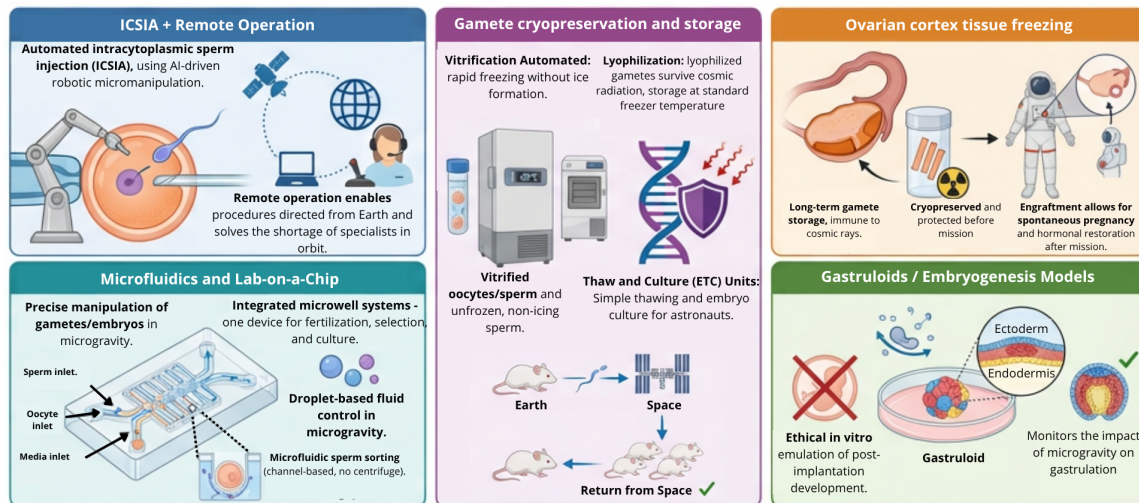 ICSIA + Remote Operation
Automated intracytoplasmic sperm
injection (ICSIA), using AI-driven
robotic micromanipulation.
Remote operation enables
procedures directed from Earth and
solves the shortage of specialists in
orbit.
Microfluidics and Lab-on-a-Chip
Precise manipulation of
gametes/embryos in
microgravity.
Integrated microwell systems -
one device for fertilization, selection,
and culture.
Sperm inlet.
Oocyte
inlet
Media inlet
Droplet-based fluid
control in
microgravity.
Microfluidic sperm sorting
(channel-based, no centrifuge).
Gamete cryopreservation and storage
Vitrification Automated:
rapid freezing without ice
formation.
Lyophilization: lyophilized
gametes survive cosmic
radiation, storage at standard
freezer temperature
Vitrified
oocytes/sperm and
unfrozen, non-icing
sperm.
Thaw and Culture (ETC) Units:
Simple thawing and embryo
culture for astronauts.
Earth
Space
Return from Space
Ovarian cortex tissue freezing
Long-term gamete
storage, immune to
cosmic rays.
Cryopreserved and
protected before
mission
Engraftment allows for
spontaneous pregnancy
and hormonal restoration
after mission.
Gastruloids / Embryogenesis Models
Ectoderm
Endodermis
Ethical in vitro
emulation of post-
implantation
development.
Gastruloid
Monitors the impact
of microgravity on
gastrulation